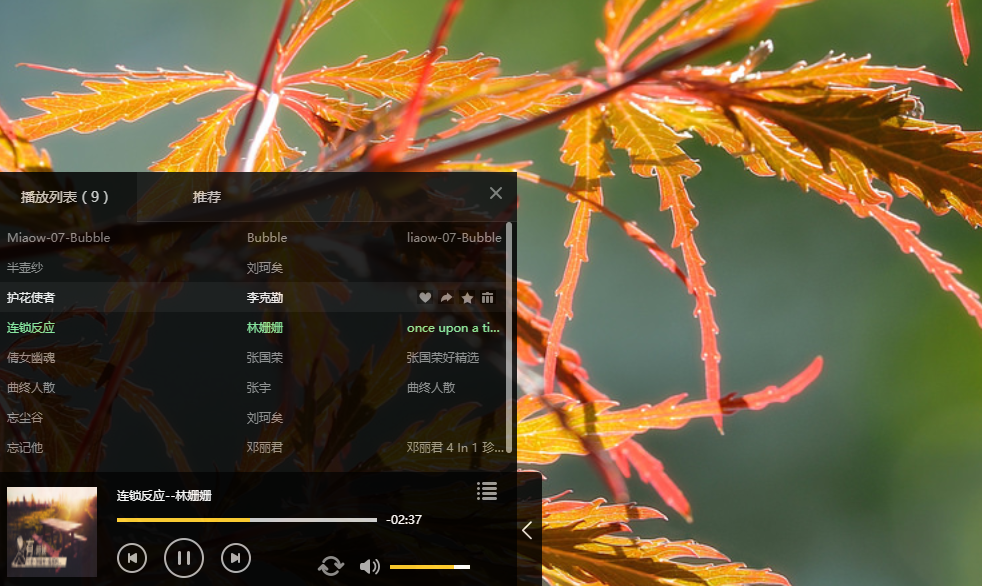 播放列表（9） 推荐
Miaow-07-Bubble Bubble liaow-07-Bubble
半壶纱 刘珂矣
护花使者 李克勤
连锁反应 林姗姗 once upon a ti...
倩女幽魂 张国荣 张国荣好精选
曲终人散 张宇 曲终人散
忘尘谷 刘珂矣
忘记他 邓丽君 邓丽君 4 In 1 珍...
连锁反应--林姗姗
-02:37